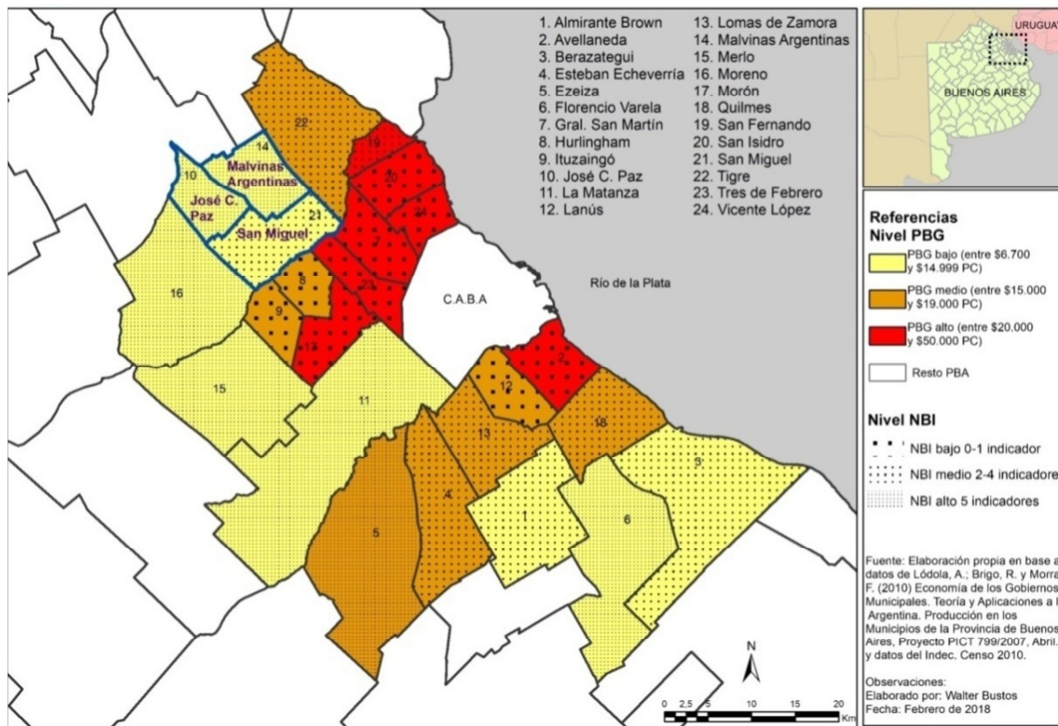 1. Almirante Brown
2. Avellaneda
3. Berazategui
4. Esteban Echeverría
5. Ezeiza
6. Florencio Varela
7. Gral. San Martín
8. Hurlingham
9. Ituzaingó
10. José C. Paz
11. La Matanza
12. Lanús
13. Lomas de Zamora
14. Malvinas Argentinas
15. Merlo
16. Moreno
17. Morón
18. Quilmes
19. San Fernando
20. San Isidro
21. San Miguel
22. Tigre
23. Tres de Febrero
24. Vicente López
22
14
19
Malvinas
Argentinas
10
20
José C.
Paz
21
24
San Miguel
7
16
8
23
9
C.A.B.A
Río de la Plata
17
2
15
11
12
13
18
3
4
1
6
5
N
0 2,5 5 10 15 20
Km
URUGUAY
BUENOS AIRES
Referencias
Nivel PBG
PBG bajo (entre $6.700
y $14.999 PC)
PBG medio (entre $15.000
y $19.000 PC)
PBG alto (entre $20.000
y $50.000 PC)
Resto PBA
Nivel NBI
NBI bajo 0-1 indicador
NBI medio 2-4 indicadores
NBI alto 5 indicadores
Fuente: Elaboración propia en base a
datos de Lódola, A.; Brigo, R. y Morra,
F. (2010) Economía de los Gobiernos
Municipales. Teoría y Aplicaciones a l
Argentina. Producción en los
Municipios de la Provincia de Buenos
Aires, Proyecto PICT 799/2007, Abril.
y datos del Indec. Censo 2010.
Observaciones:
Elaborado por: Walter Bustos
Fecha: Febrero de 2018